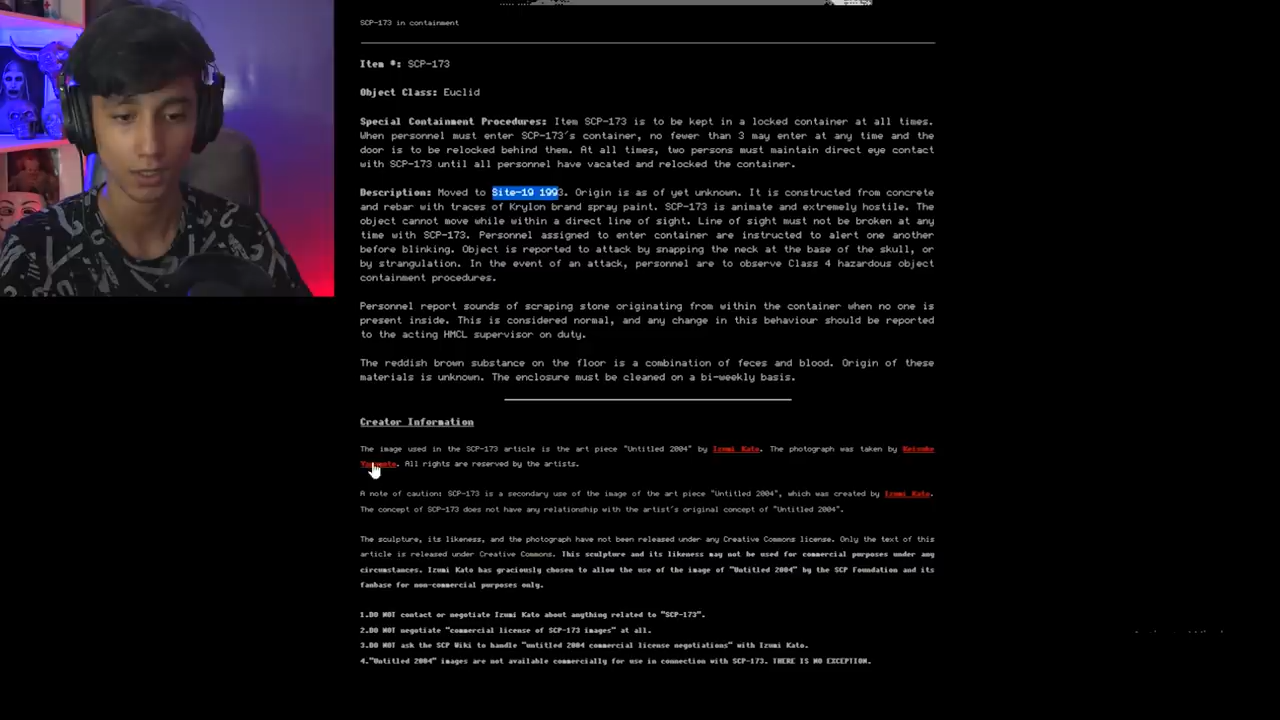 SCP-173 in containment
Item #: SCP-173
Object Class: Euclid
Special Containment Procedures: Item SCP-173 is to be kept in a locked container at all times.
When personnel must enter SCP-173's container, no fewer than 3 may enter at any time and the
door is to be relocked behind them. At all times, two persons must maintain direct eye contact
with SCP-173 until all personnel have vacated and relocked the container.
Description: Moved to Site-19 1993. Origin is as of yet unknown. It is constructed from concrete
and rebar with traces of Krylon brand spray paint. SCP-173 is animate and extremely hostile. The
object cannot move while within a direct line of sight. Line of sight must not be broken at any
time with SCP-173. Personnel assigned to enter container are instructed to alert one another
before blinking. Object is reported to attack by snapping the neck at the base of the skull, or
by strangulation. In the event of an attack, personnel are to observe Class 4 hazardous object
containment procedures.
Personnel report sounds of scraping stone originating from within the container when no one is
present inside. This is considered normal, and any change in this behaviour should be reported
to the acting HMCL supervisor on duty.
The reddish brown substance on the floor is a combination of feces and blood. Origin of these
materials is unknown. The enclosure must be cleaned on a bi-weekly basis.
Creator Information
The image used in the SCP-173 article is the art piece "Untitled 2004" by Izumi Kato. The photograph was taken by Keisuke
. All rights are reserved by the artists.
A note of caution: SCP-173 is a secondary use of the image of the art piece "Untitled 2004", which was created by Izumi Kato.
The concept of SCP-173 does not have any relationship with the artist's original concept of "Untitled 2004".
The sculpture, its likeness, and the photograph have not been released under any Creative Commons license. Only the text of this
article is released under Creative Commons. This sculpture and its likeness may not be used for commercial purposes under any
circumstances. Izumi Kato has graciously chosen to allow the use of the image of "Untitled 2004" by the SCP Foundation and its
fanbase for non-commercial purposes only.
1.DO NOT contact or negotiate Izumi Kato about anything related to "SCP-173".
2.DO NOT negotiate "commercial license of SCP-173 images" at all.
3.DO NOT ask the SCP Wiki to handle "untitled 2004 commercial license negotiations" with Izumi Kato.
4."Untitled 2004" images are not available commercially for use in connection with SCP-173. THERE IS NO EXCEPTION.